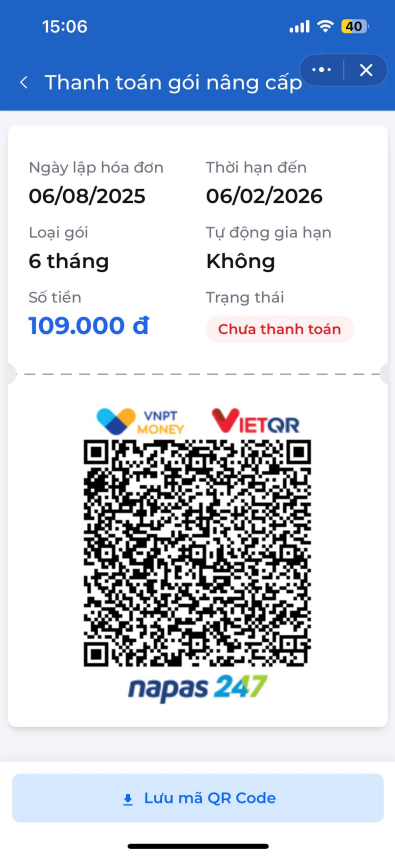 15:06
40
Thanh toán gói nâng cấp
Ngày lập hóa đơn
Thời hạn đến
06/08/2025
06/02/2026
Loại gói
Tự động gia hạn
6 tháng
Không
Số tiền
Trạng thái
109.000 đ
Chưa thanh toán
VNPT
MONEY
VIETQR
napas 247
Lưu mã QR Code